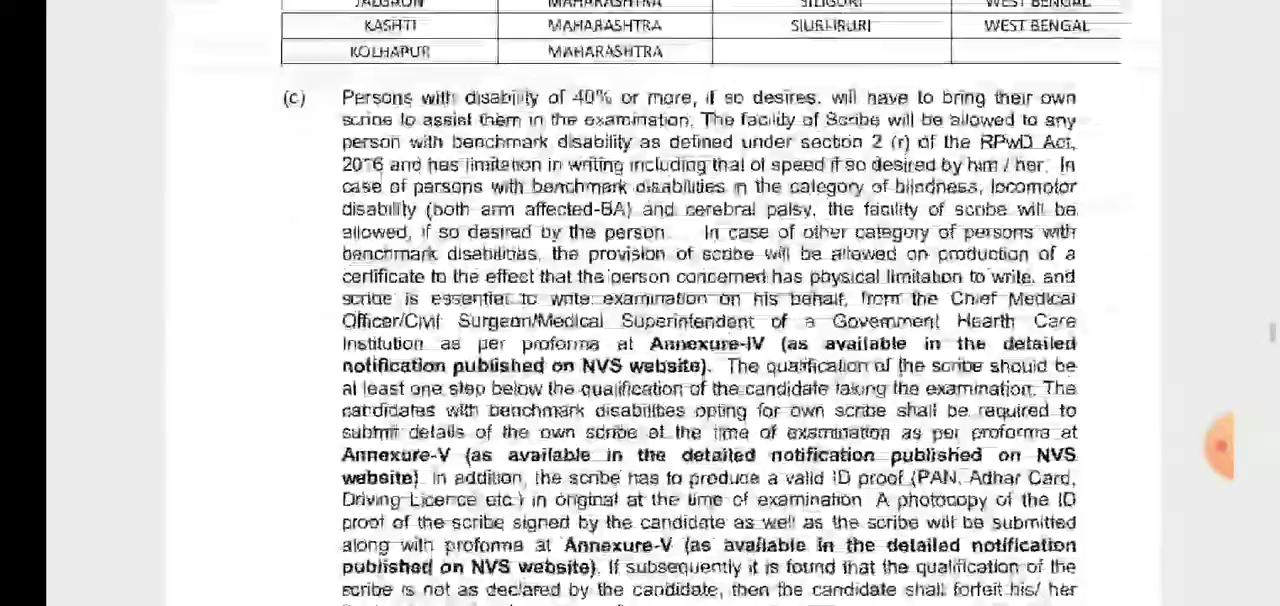 JALGAON MAHARASHTRA SILIGURI WEST BENGAL
KASHTI MAHARASHTRA WEST BENGAL
KOLHAPUR MAHARASHTRA
(c) Persons with disability of 40% or more, if so desires. will have to bring their own
scribe to assist them in the examination. The facility of Scribe will be allowed to any
person with benchmark disability as defined under section 2 (r) of the RPwD Act,
2016 and has limitation in writing including that of speed if so desired by him / her. In
case of persons with benchmark disabilities in the category of blindness, locomotor
disability (both arm affected-BA) and cerebral palsy, the facility of scribe will be
allowed, if so desired by the person. In case of other category of persons with
benchmark disabilities, the provision of scribe will be allowed on production of a
certificate to the effect that the person concerned has physical limitation to write, and
scribe is essential to write examination on his behalf, from the Chief Medical
Officer/Civil Surgeon/Medical Superintendent of a Government Health Care
Institution as per proforma at Annexure-IV (as available in the detailed
notification published on NVS website). The qualification of the scribe should be
at least one step below the qualification of the candidate taking the examination. The
candidates with benchmark disabilities opting for own scribe shall be required to
submit details of the own scribe at the time of examination as per proforma at
Annexure-V (as available in the detailed notification published on NVS
website). In addition, the scribe has to produce a valid ID proof (PAN, Adhar Card,
Driving Licence etc.) in original at the time of examination. A photocopy of the ID
proof of the scribe signed by the candidate as well as the scribe will be submitted
along with proforma at Annexure-V (as available in the detailed notification
published on NVS website). If subsequently it is found that the qualification of the
scribe is not as declared by the candidate, then the candidate shall forfeit his/ her